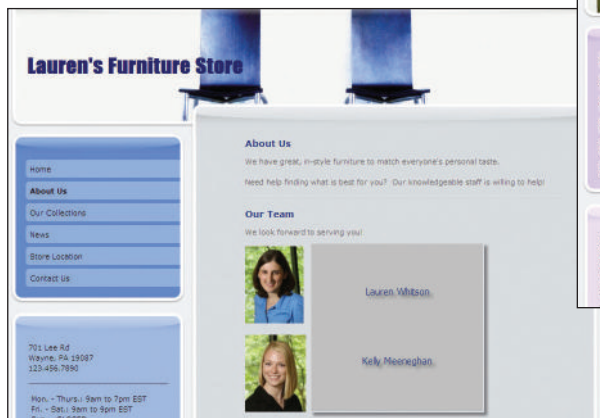 Lauren's Furniture Store
Home
About Us
Our Collections
News
Store Location
Contact Us
701 Lee Rd
Wayne, PA 19087
123.456.7890
Mon. - Thurs.: 9am to 7pm EST
Fri. - Sat.: 9am to 9pm EST
About Us
We have great, in-style furniture to match everyone's personal taste.
Need help finding what is best for you? Our knowledgeable staff is willing to help!
Our Team
We look forward to serving you!
Lauren Whitson
Kelly Meeneghan